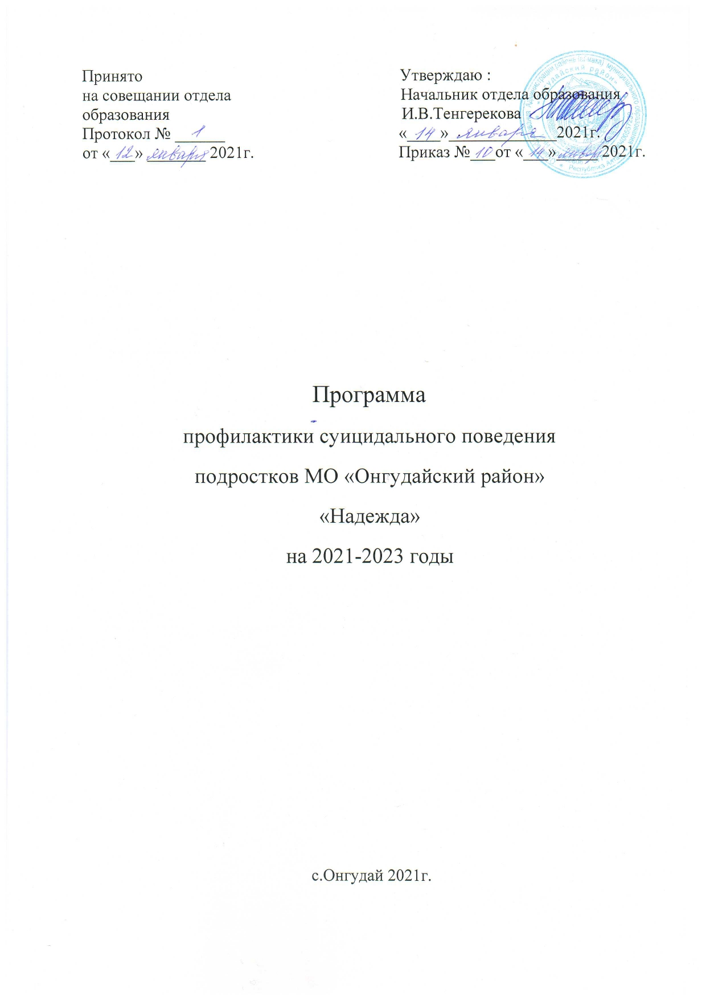 Принято
на совещании отдела
образования
Протокол № 1
от «12» января 2021г.
Утверждаю :
Начальник отдела образования
И.В.Тенгерекова
«14» января 2021г.
Приказ № 10 от «14» января 2021г.
Программа
профилактики суицидального поведения
подростков МО «Онгудайский район»
«Надежда»
на 2021-2023 годы
с.Онгудай 2021г.